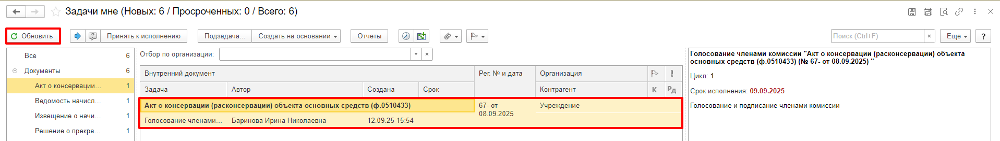 Задачи мне (Новых: 6 / Просроченных: 0 / Всего: 6)
Обновить
Принять к исполнению
Подзадача...
Создать на основании
Отчеты
Поиск (Ctrl+F)
×
Еще
?
Все 6
Документы 6
Акт о консервации... 1
Ведомость начисл... 1
Извещение о начи... 1
Решение о прекра... 1
Отбор по организации:
×
Внутренний документ
Рег. № и дата
Организация
!
Задача
Автор
Создана
Срок
Контрагент
К
Рд
Акт о консервации (расконсервации) объекта основных средств (ф.0510433)
67- от
08.09.2025
Учреждение
Голосование членами...
Баринова Ирина Николаевна
12.09.25 15:54
Голосование членами комиссии "Акт о консервации (расконсервации) объекта
основных средств (ф.0510433) (№ 67- от 08.09.2025) "
Цикл: 1
Срок исполнения: 09.09.2025
Голосование и подписание членами комиссии